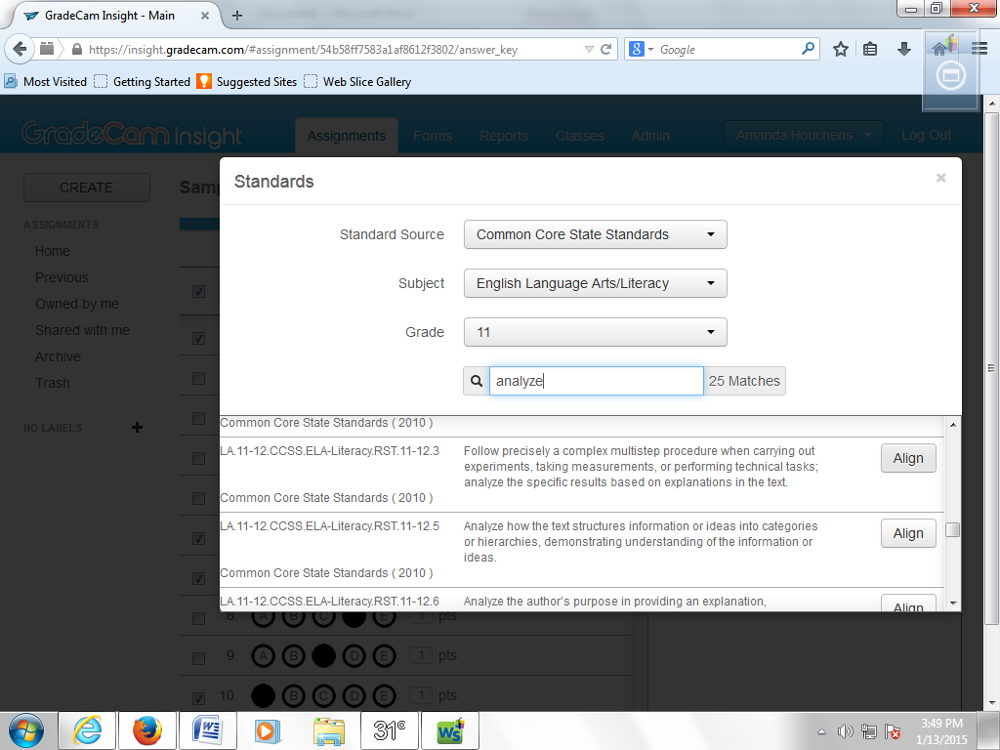 GradeCam Insight - Main
https://insight.gradecam.com/#assignment/54b58ff7583a1af8612f3802/answer_key
Google
Most Visited Getting Started Suggested Sites Web Slice Gallery
GradeCam insight Assignments Forms Reports Classes Admin Amanda Houchens Log Out
CREATE
ASSIGNMENTS
Home
Previous
Owned by me
Shared with me
Archive
Trash
NO LABELS
Samp
Standards
Standard Source Common Core State Standards
Subject English Language Arts/Literacy
Grade 11
analyze 25 Matches
Common Core State Standards ( 2010 )
LA.11-12.CCSS.ELA-Literacy.RST.11-12.3 Follow precisely a complex multistep procedure when carrying out Align
experiments, taking measurements, or performing technical tasks;
analyze the specific results based on explanations in the text.
Common Core State Standards ( 2010 )
LA.11-12.CCSS.ELA-Literacy.RST.11-12.5 Analyze how the text structures information or ideas into categories Align
or hierarchies, demonstrating understanding of the information or
ideas.
Common Core State Standards ( 2010 )
LA.11-12.CCSS.ELA-Literacy.RST.11-12.6 Analyze the author's purpose in providing an explanation, Align
8. A B C E 1 pts
9. A B D E 1 pts
10. B C D E 1 pts
31°
WS
3:49 PM
1/13/2015